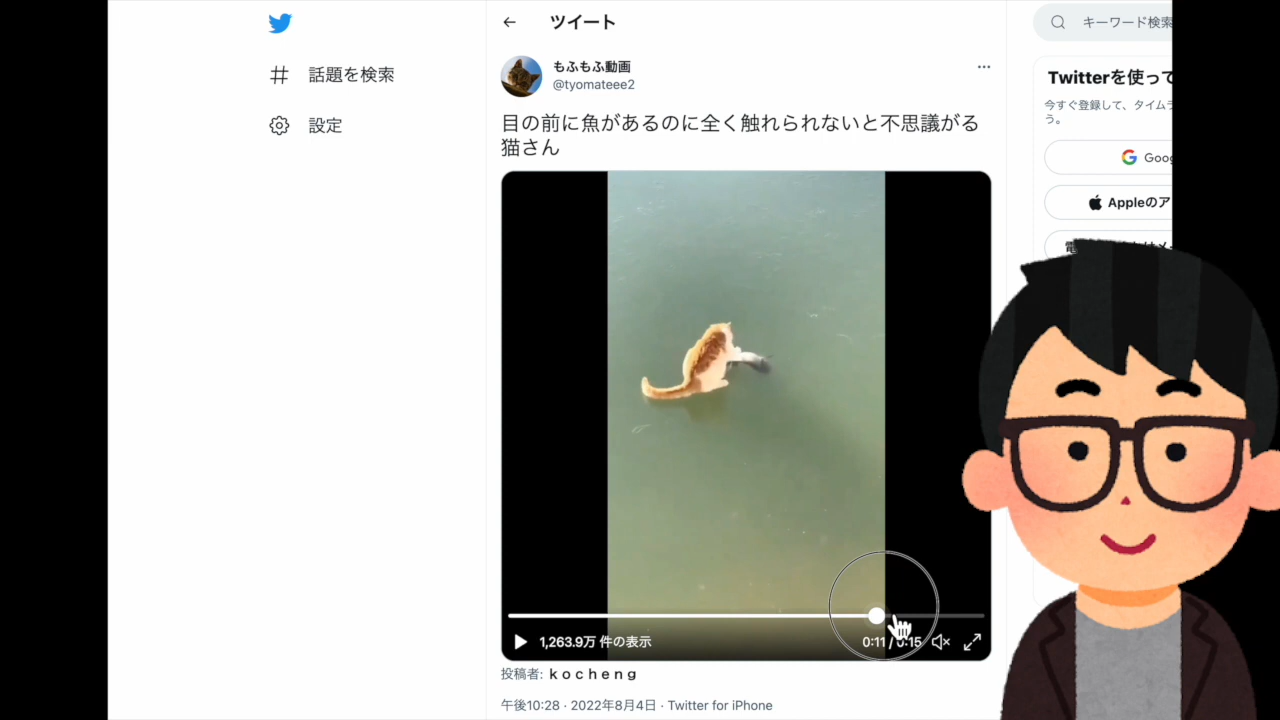 ツイート
キーワード検索
話題を検索
もふもふ動画
@tyomateee2
Twitterを使って
設定
今すぐ登録して、タイムラ
う。
目の前に魚があるのに全く触れられないと不思議がる
猫さん
Goog
Appleのア
1,263.9万 件の表示
0:11 / 0:15
投稿者: kocheng
午後10:28 · 2022年8月4日 · Twitter for iPhone